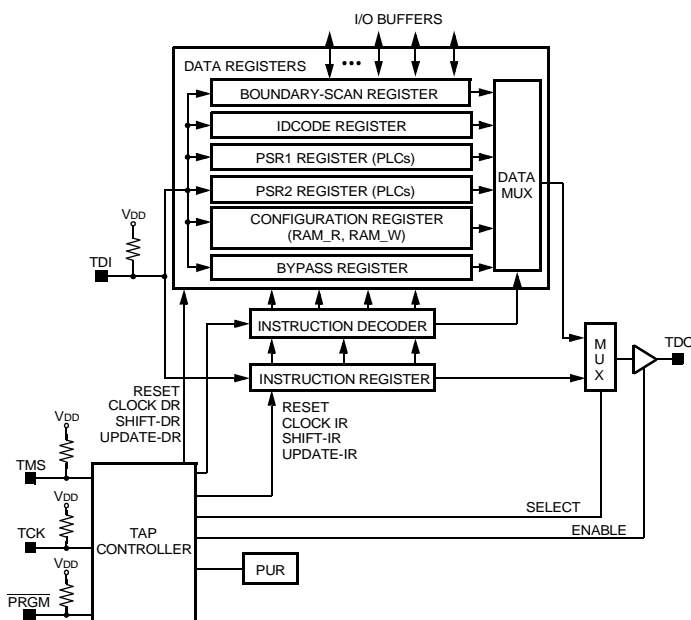 I/O BUFFERS
DATA REGISTERS
BOUNDARY-SCAN REGISTER
IDCODE REGISTER
PSR1 REGISTER (PLCs)
PSR2 REGISTER (PLCs)
CONFIGURATION REGISTER
(RAM_R, RAM_W)
BYPASS REGISTER
DATA
MUX
VDD
TDI
INSTRUCTION DECODER
INSTRUCTION REGISTER
M
U
X
TDO
RESET
CLOCK DR
SHIFT-DR
UPDATE-DR
RESET
CLOCK IR
SHIFT-IR
UPDATE-IR
VDD
TMS
VDD
TCK
VDD
PRGM
TAP
CONTROLLER
SELECT
ENABLE
PUR